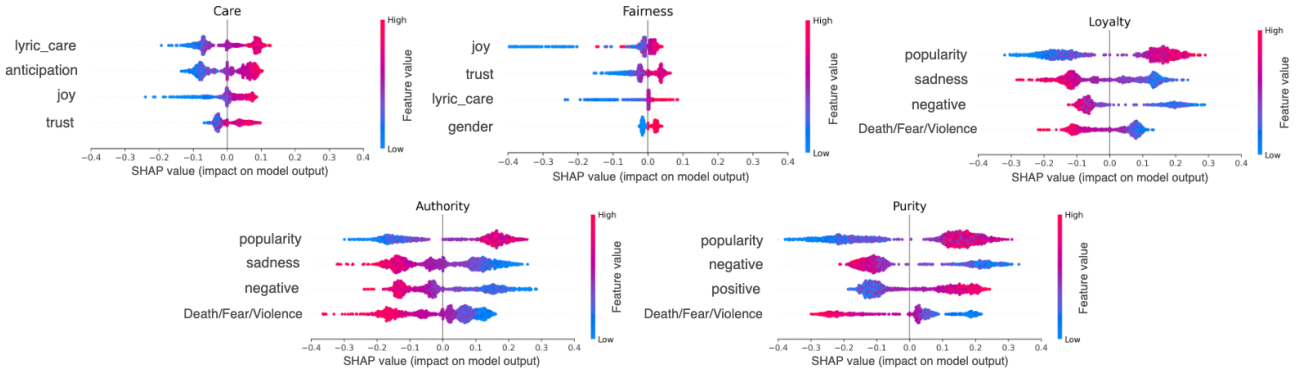 Care
High
lyric_care
anticipation
joy
trust
Feature value
Low
−0.4 −0.3 −0.2 −0.1 0.0 0.1 0.2 0.3 0.4
SHAP value (impact on model output)
Fairness
High
joy
trust
lyric_care
gender
Feature value
Low
−0.4 −0.3 −0.2 −0.1 0.0 0.1 0.2 0.3 0.4
SHAP value (impact on model output)
Loyalty
High
popularity
sadness
negative
Death/Fear/Violence
Feature value
Low
−0.4 −0.3 −0.2 −0.1 0.0 0.1 0.2 0.3 0.4
SHAP value (impact on model output)
Authority
High
popularity
sadness
negative
Death/Fear/Violence
Feature value
Low
−0.4 −0.3 −0.2 −0.1 0.0 0.1 0.2 0.3 0.4
SHAP value (impact on model output)
Purity
High
popularity
negative
positive
Death/Fear/Violence
Feature value
Low
−0.4 −0.3 −0.2 −0.1 0.0 0.1 0.2 0.3 0.4
SHAP value (impact on model output)